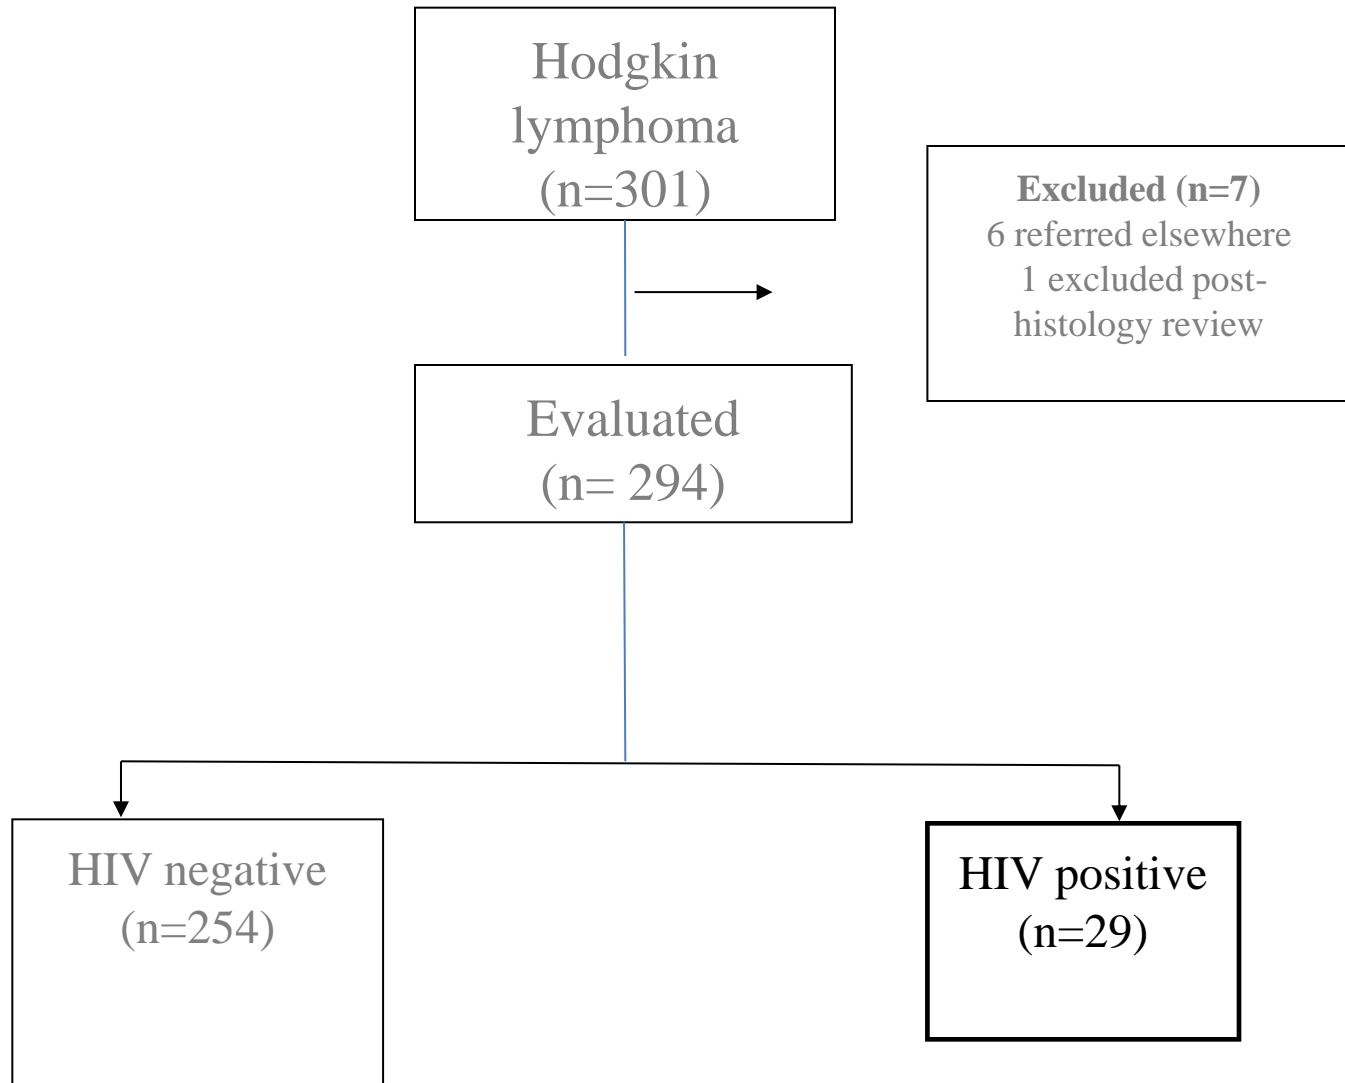 Hodgkin
lymphoma
(n=301)
Excluded (n=7)
6 referred elsewhere
1 excluded post-
histology review
Evaluated
(n= 294)
HIV negative
(n=254)
HIV positive
(n=29)